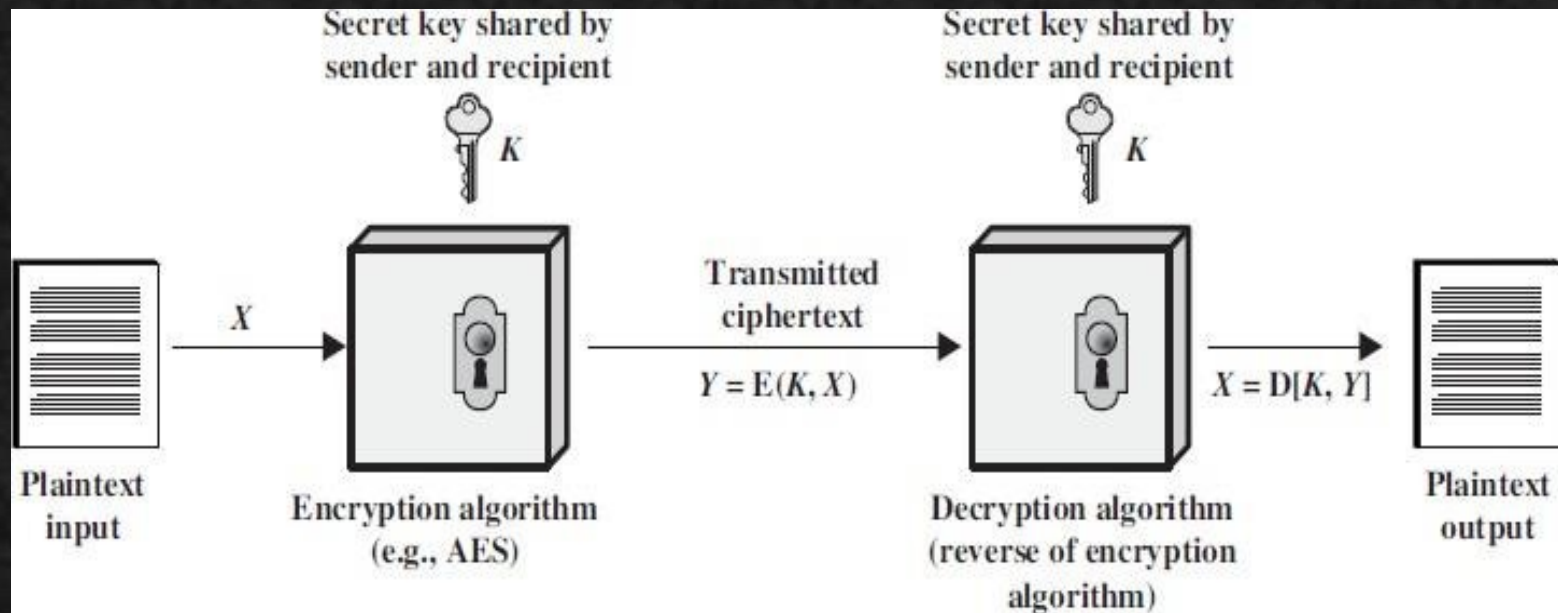 Secret key shared by
sender and recipient
K
Secret key shared by
sender and recipient
K
X
Transmitted
ciphertext
Y = E(K, X)
X = D[K, Y]
Plaintext
input
Encryption algorithm
(e.g., AES)
Decryption algorithm
(reverse of encryption
algorithm)
Plaintext
output